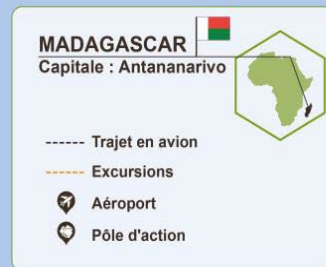 MADAGASCAR
Capitale : Antananarivo
Trajet en avion
Excursions
Aéroport
Pôle d'action